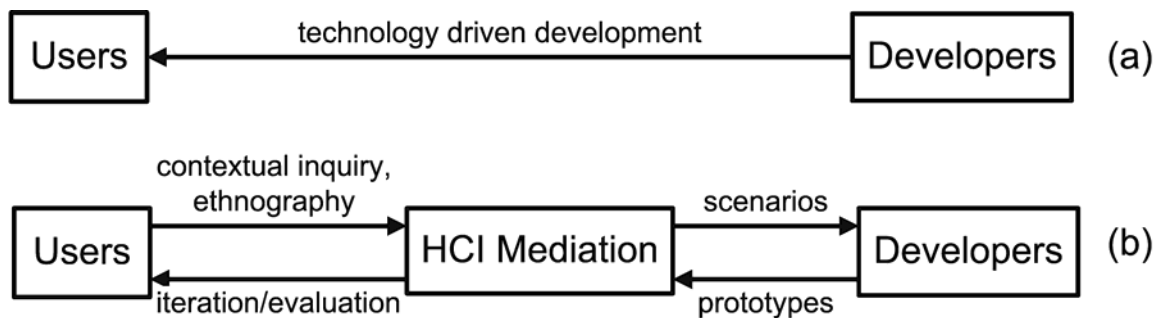 technology driven development
Users
Developers
(a)
contextual inquiry,
ethnography
scenarios
Users
HCI Mediation
Developers
(b)
iteration/evaluation
prototypes